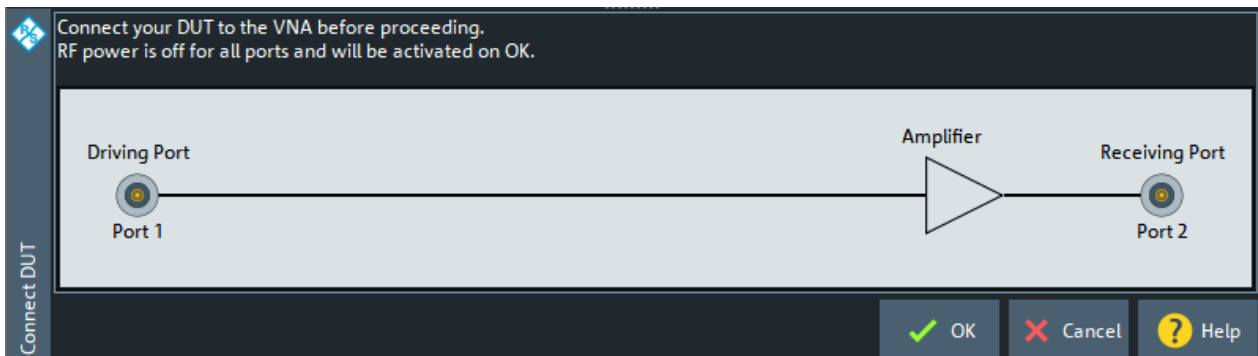 Connect your DUT to the VNA before proceeding.
RF power is off for all ports and will be activated on OK.
Amplifier
Driving Port
Receiving Port
Port 1
Port 2
Connect DUT
OK
Cancel
? Help
R&S